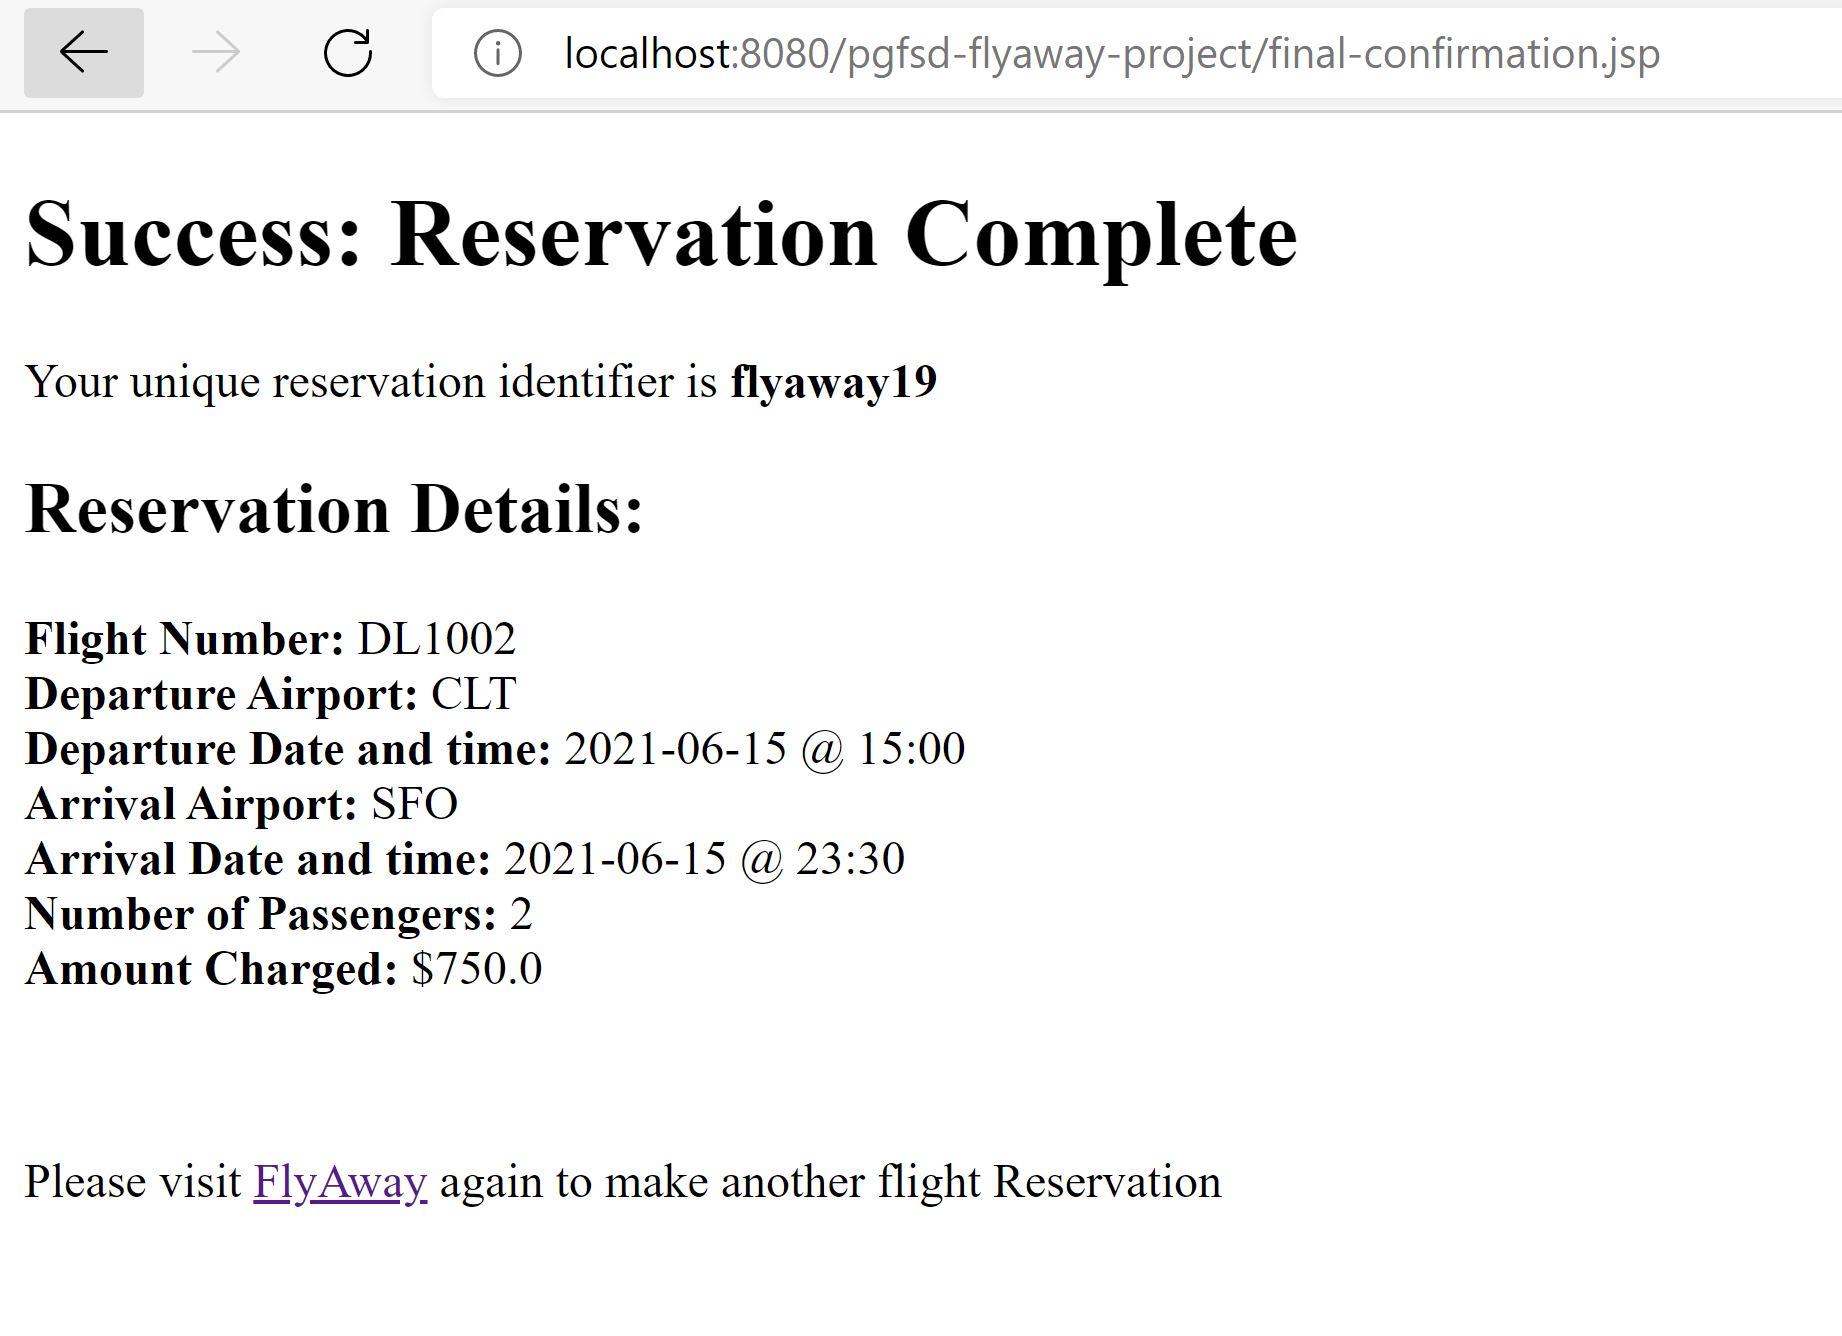 localhost:8080/pgfsd-flyaway-project/final-confirmation.jsp
Success: Reservation Complete
Your unique reservation identifier is flyaway19
Reservation Details:
Flight Number: DL1002
Departure Airport: CLT
Departure Date and time: 2021-06-15 @ 15:00
Arrival Airport: SFO
Arrival Date and time: 2021-06-15 @ 23:30
Number of Passengers: 2
Amount Charged: $750.0
Please visit FlyAway again to make another flight Reservation